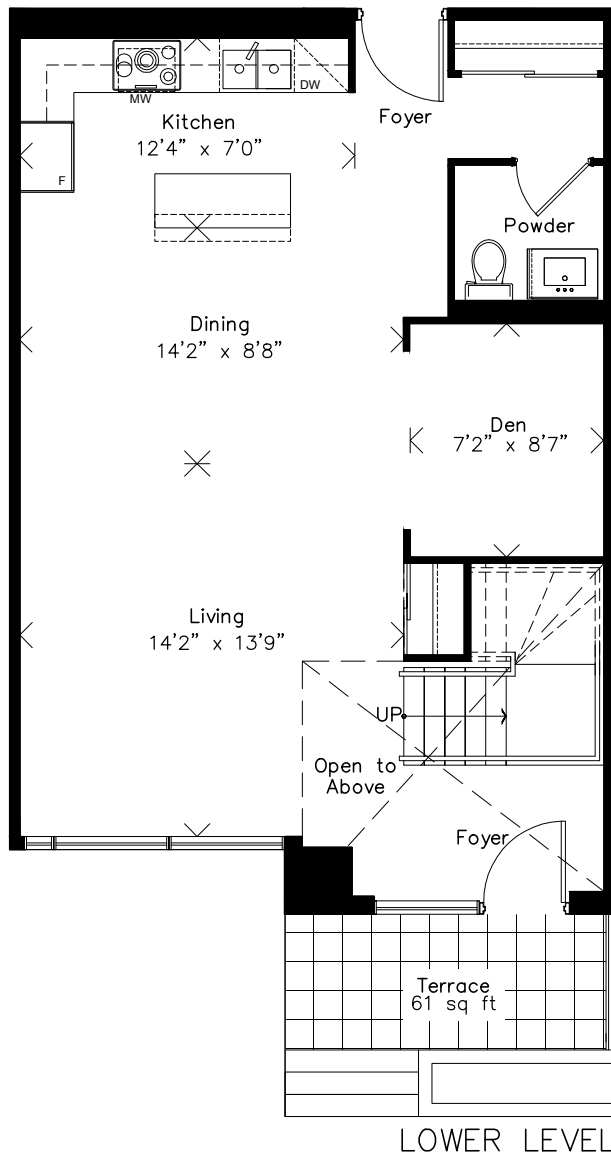 MW
DW
Kitchen
12'4" x 7'0"
F
Foyer
Powder
Dining
14'2" x 8'8"
Den
7'2" x 8'7"
Living
14'2" x 13'9"
UP
Open to
Above
Foyer
Terrace
61 sq ft
LOWER LEVEL